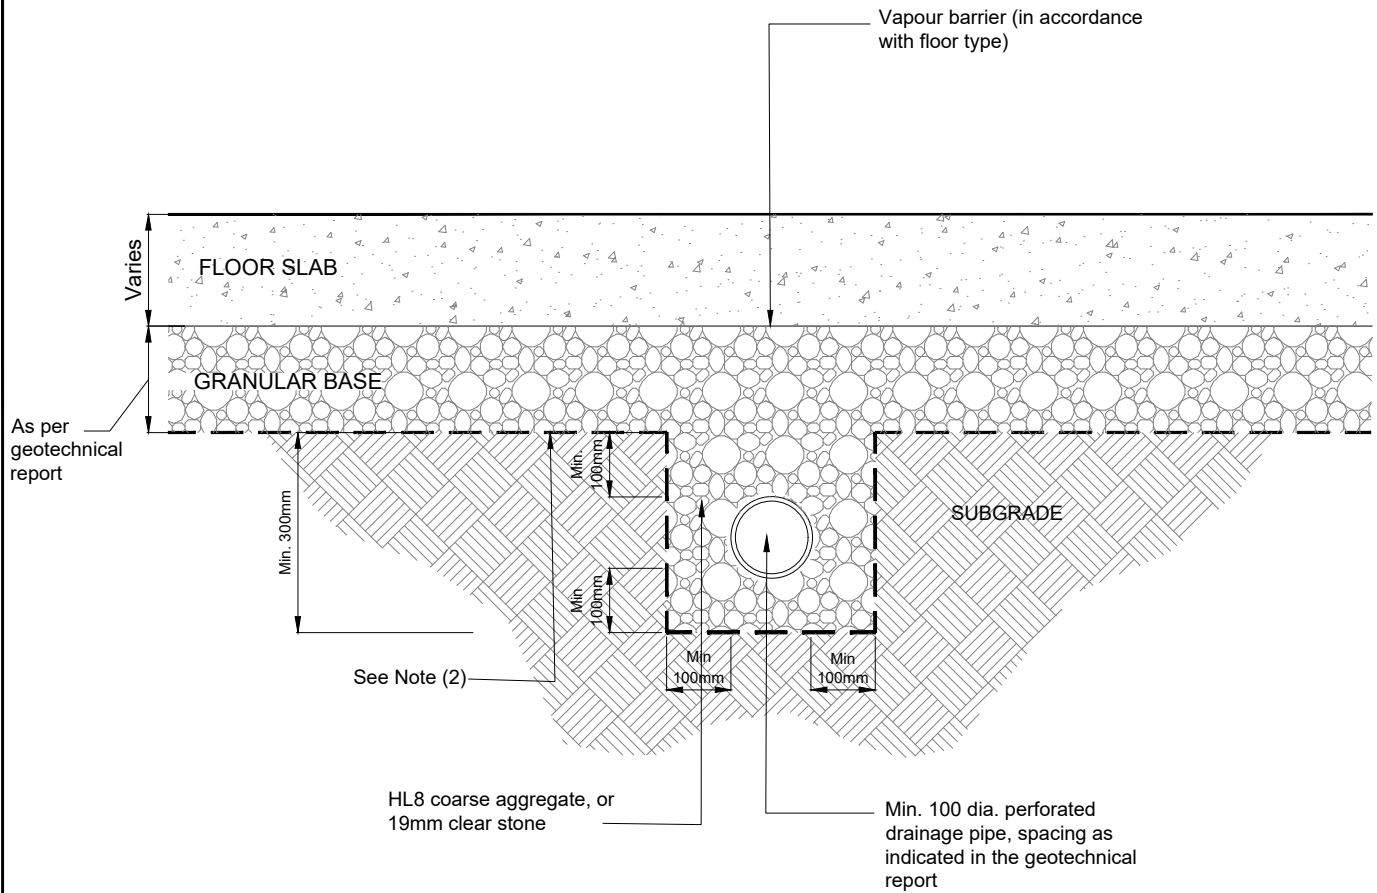 Vapour barrier (in accordance
with floor type)
Varies
FLOOR SLAB
GRANULAR BASE
As per
geotechnical
report
Min.
100mm
Min. 300mm
SUBGRADE
Min
100mm
Min
100mm
Min
100mm
See Note (2)
HL8 coarse aggregate, or
19mm clear stone
Min. 100 dia. perforated
drainage pipe, spacing as
indicated in the geotechnical
report